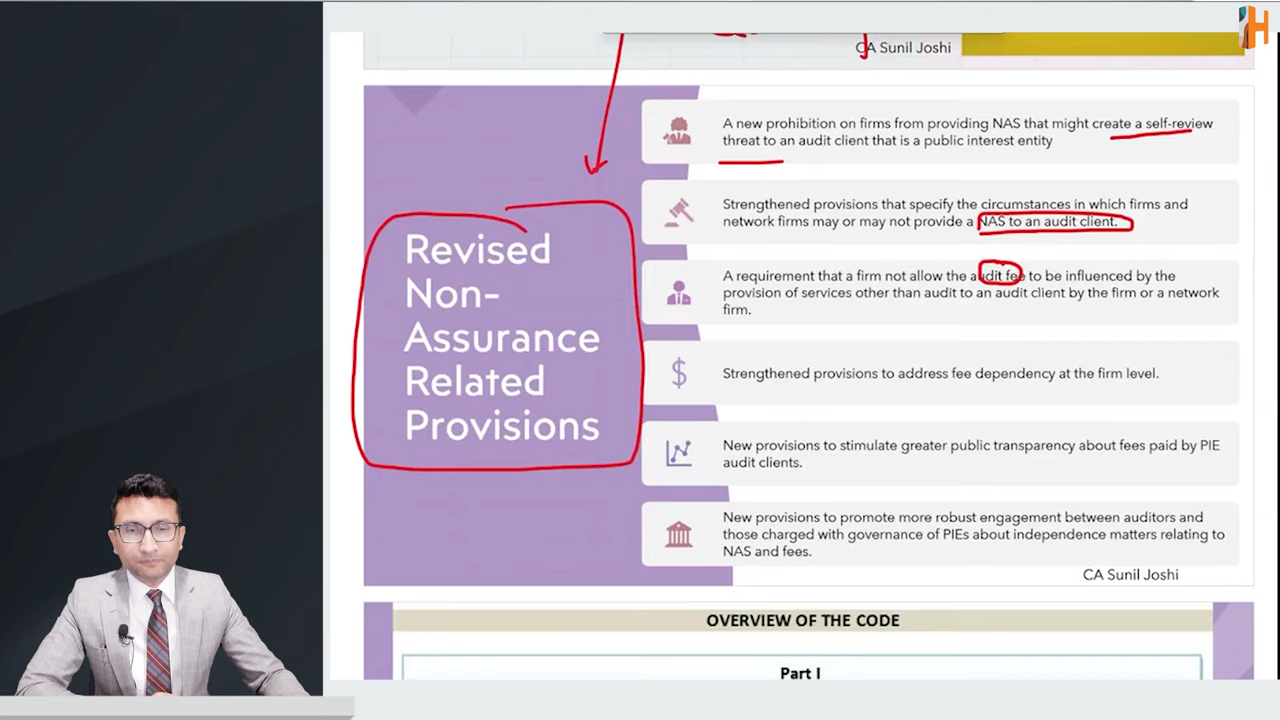 H
CA Sunil Joshi
Revised
Non-
Assurance
Related
Provisions
A new prohibition on firms from providing NAS that might create a self-review
threat to an audit client that is a public interest entity
Strengthened provisions that specify the circumstances in which firms and
network firms may or may not provide a NAS to an audit client.
A requirement that a firm not allow the audit fee to be influenced by the
provision of services other than audit to an audit client by the firm or a network
firm.
$
Strengthened provisions to address fee dependency at the firm level.
New provisions to stimulate greater public transparency about fees paid by PIE
audit clients.
New provisions to promote more robust engagement between auditors and
those charged with governance of PIEs about independence matters relating to
NAS and fees.
CA Sunil Joshi
OVERVIEW OF THE CODE
Part I